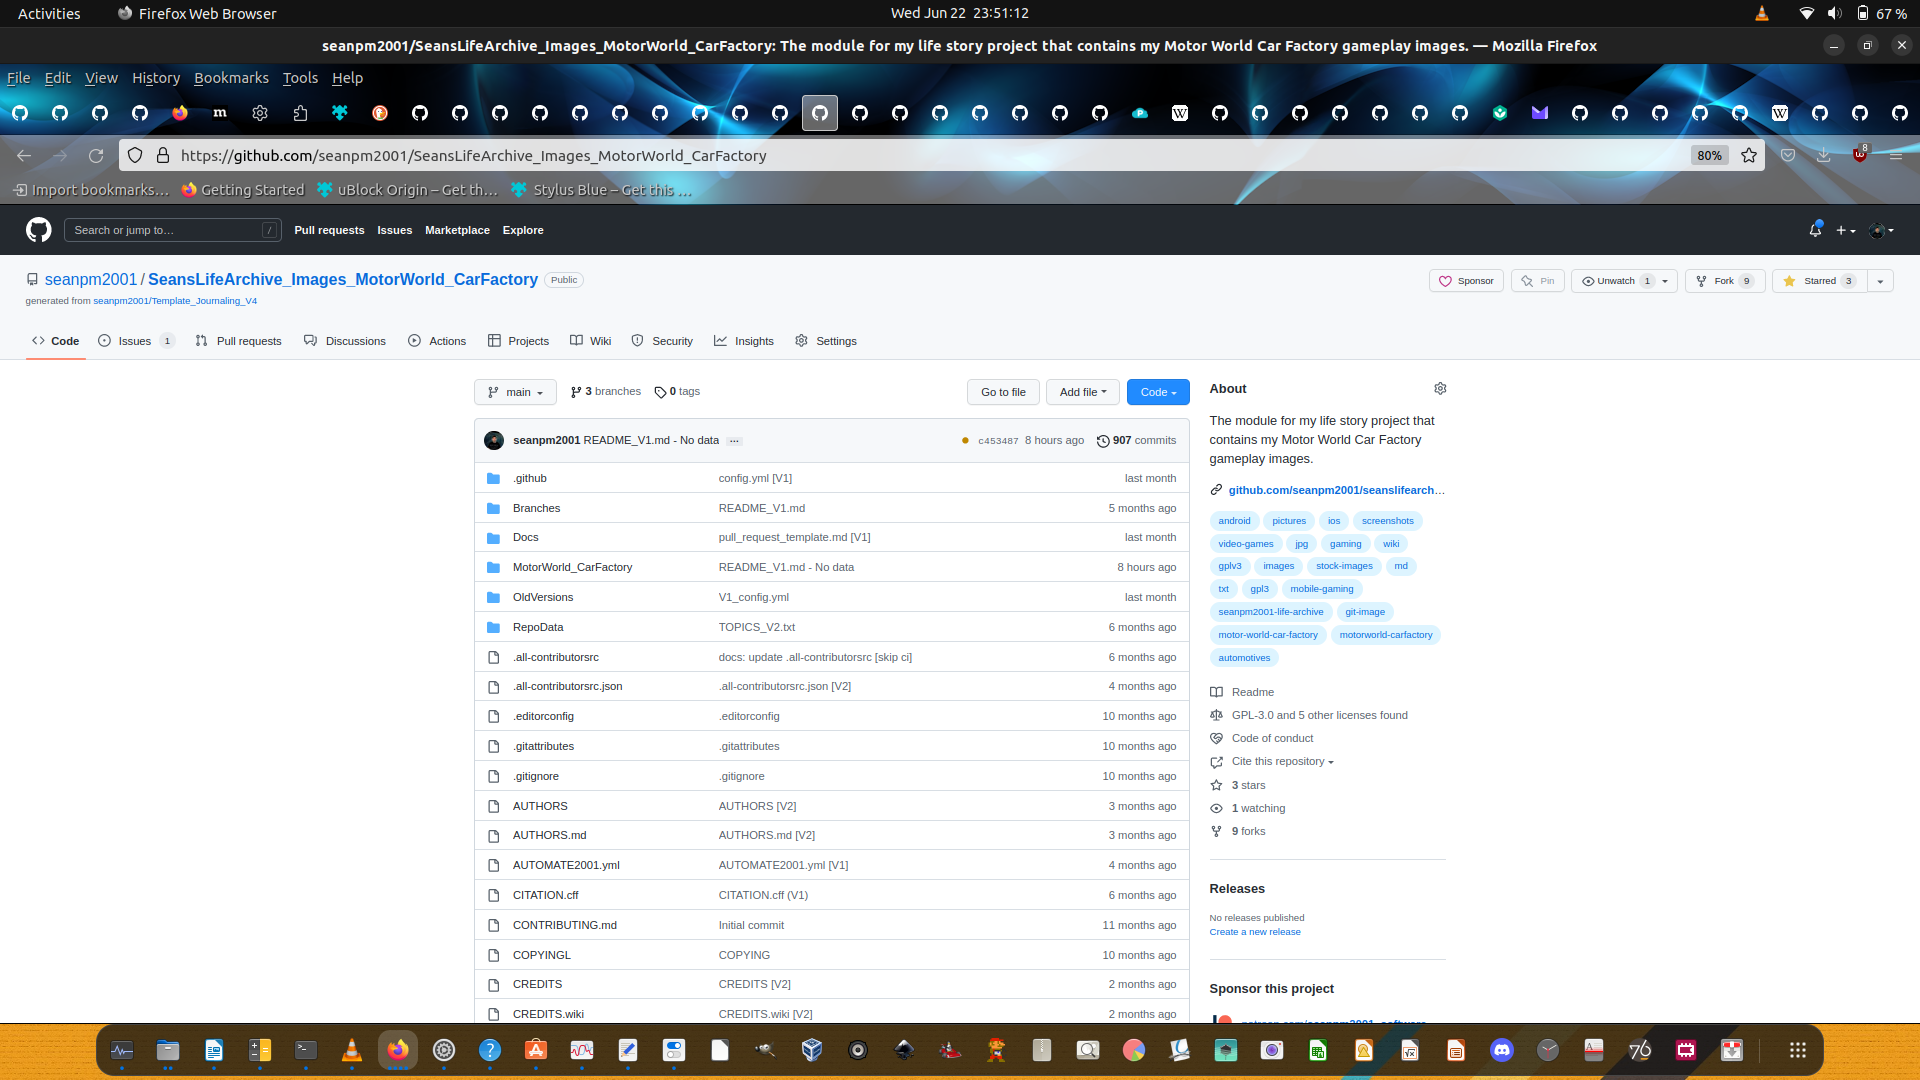 Activities
Firefox Web Browser
Wed Jun 22 23:51:12
67 %
seanpm2001/SeansLifeArchive_Images_MotorWorld_CarFactory: The module for my life story project that contains my Motor World Car Factory gameplay images. — Mozilla Firefox
File Edit View History Bookmarks Tools Help
https://github.com/seanpm2001/SeansLifeArchive_Images_MotorWorld_CarFactory
80%
8
Import bookmarks… Getting Started uBlock Origin – Get th… Stylus Blue – Get this …
Search or jump to… / Pull requests Issues Marketplace Explore
seanpm2001 / SeansLifeArchive_Images_MotorWorld_CarFactory Public
Sponsor Pin Unwatch 1 Fork 9 Starred 3
generated from seanpm2001/Template_Journaling_V4
Code Issues 1 Pull requests Discussions Actions Projects Wiki Security Insights Settings
main 3 branches 0 tags Go to file Add file Code
seanpm2001 README_V1.md - No data ... c453487 8 hours ago 907 commits
.github config.yml [V1] last month
Branches README_V1.md 5 months ago
Docs pull_request_template.md [V1] last month
MotorWorld_CarFactory README_V1.md - No data 8 hours ago
OldVersions V1_config.yml last month
RepoData TOPICS_V2.txt 6 months ago
.all-contributorsrc docs: update .all-contributorsrc [skip ci] 6 months ago
.all-contributorsrc.json .all-contributorsrc.json [V2] 4 months ago
.editorconfig .editorconfig 10 months ago
.gitattributes .gitattributes 10 months ago
.gitignore .gitignore 10 months ago
AUTHORS AUTHORS [V2] 3 months ago
AUTHORS.md AUTHORS.md [V2] 3 months ago
AUTOMATE2001.yml AUTOMATE2001.yml [V1] 4 months ago
CITATION.cff CITATION.cff (V1) 6 months ago
CONTRIBUTING.md Initial commit 11 months ago
COPYINGL COPYING 10 months ago
CREDITS CREDITS [V2] 2 months ago
CREDITS.wiki CREDITS.wiki [V2] 2 months ago
About
The module for my life story project that
contains my Motor World Car Factory
gameplay images.
github.com/seanpm2001/seanslifearch…
android pictures ios screenshots
video-games jpg gaming wiki
gplv3 images stock-images md
txt gpl3 mobile-gaming
seanpm2001-life-archive git-image
motor-world-car-factory motorworld-carfactory
automotives
Readme
GPL-3.0 and 5 other licenses found
Code of conduct
Cite this repository
3 stars
1 watching
9 forks
Releases
No releases published
Create a new release
Sponsor this project